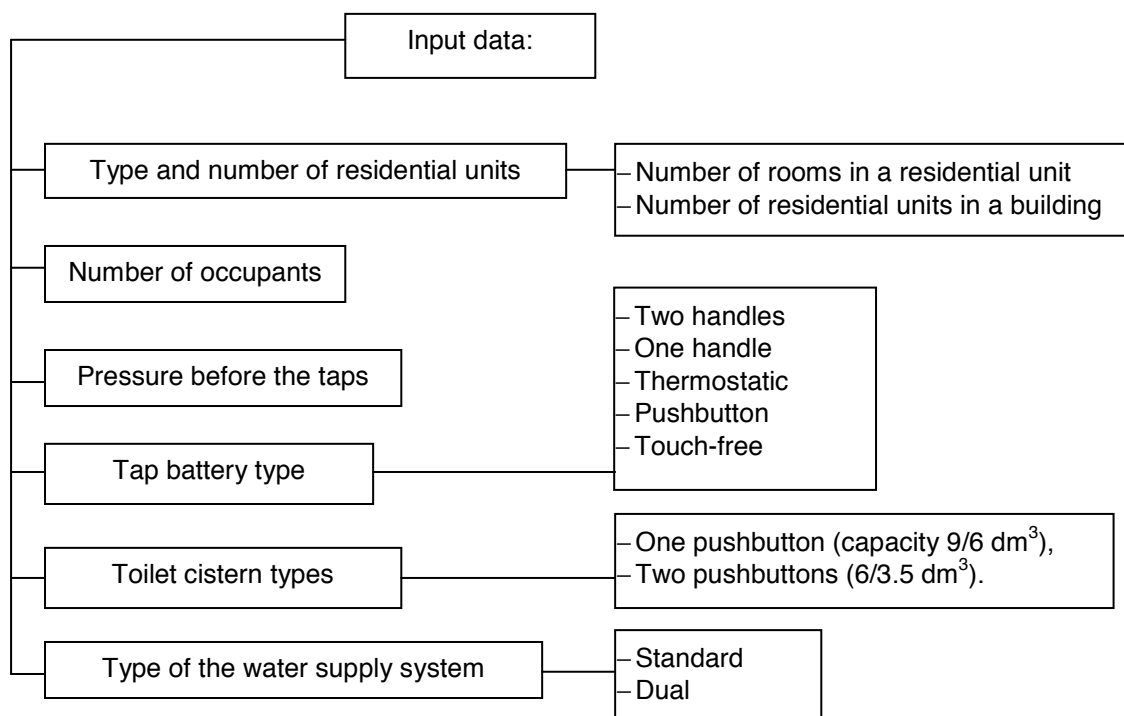 Input data:
Type and number of residential units
– Number of rooms in a residential unit
– Number of residential units in a building
Number of occupants
Pressure before the taps
– Two handles
– One handle
– Thermostatic
– Pushbutton
– Touch-free
Tap battery type
Toilet cistern types
– One pushbutton (capacity 9/6 dm³),
– Two pushbuttons (6/3.5 dm³).
Type of the water supply system
– Standard
– Dual